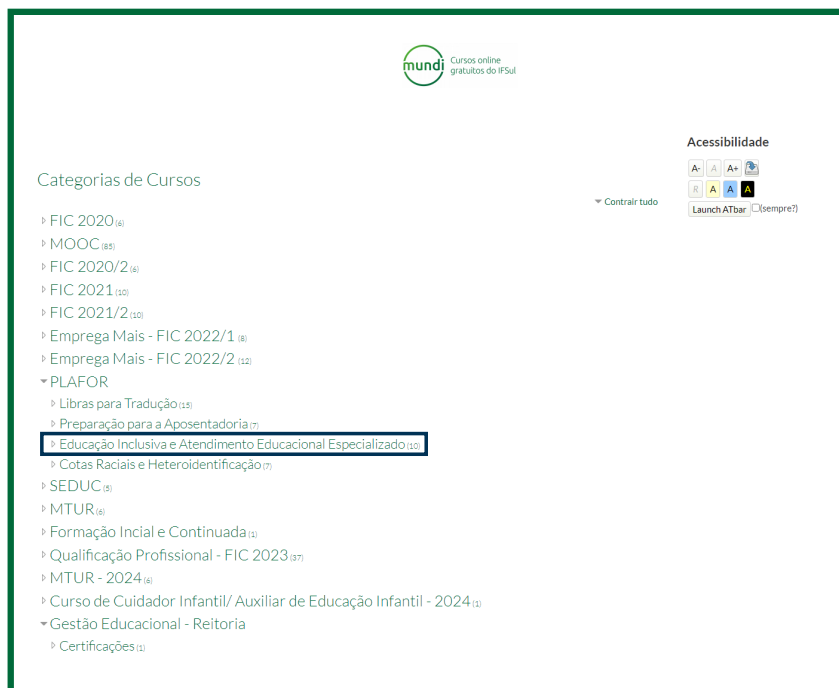 mundi Cursos online
gratuitos do IFSul
Acessibilidade
A- A A+
R A A A
Launch ATbar (sempre?)
Categorias de Cursos
Contrair tudo
FIC 2020 (6)
MOOC (85)
FIC 2020/2 (6)
FIC 2021 (10)
FIC 2021/2 (10)
Emprega Mais - FIC 2022/1 (8)
Emprega Mais - FIC 2022/2 (12)
PLAFOR
Libras para Tradução (15)
Preparação para a Aposentadoria (7)
Educação Inclusiva e Atendimento Educacional Especializado (10)
Cotas Raciais e Heteroidentificação (7)
SEDUC (5)
MTUR (6)
Formação Incial e Continuada (1)
Qualificação Profissional - FIC 2023 (37)
MTUR - 2024 (6)
Curso de Cuidador Infantil/ Auxiliar de Educação Infantil - 2024 (1)
Gestão Educacional - Reitoria
Certificações (1)